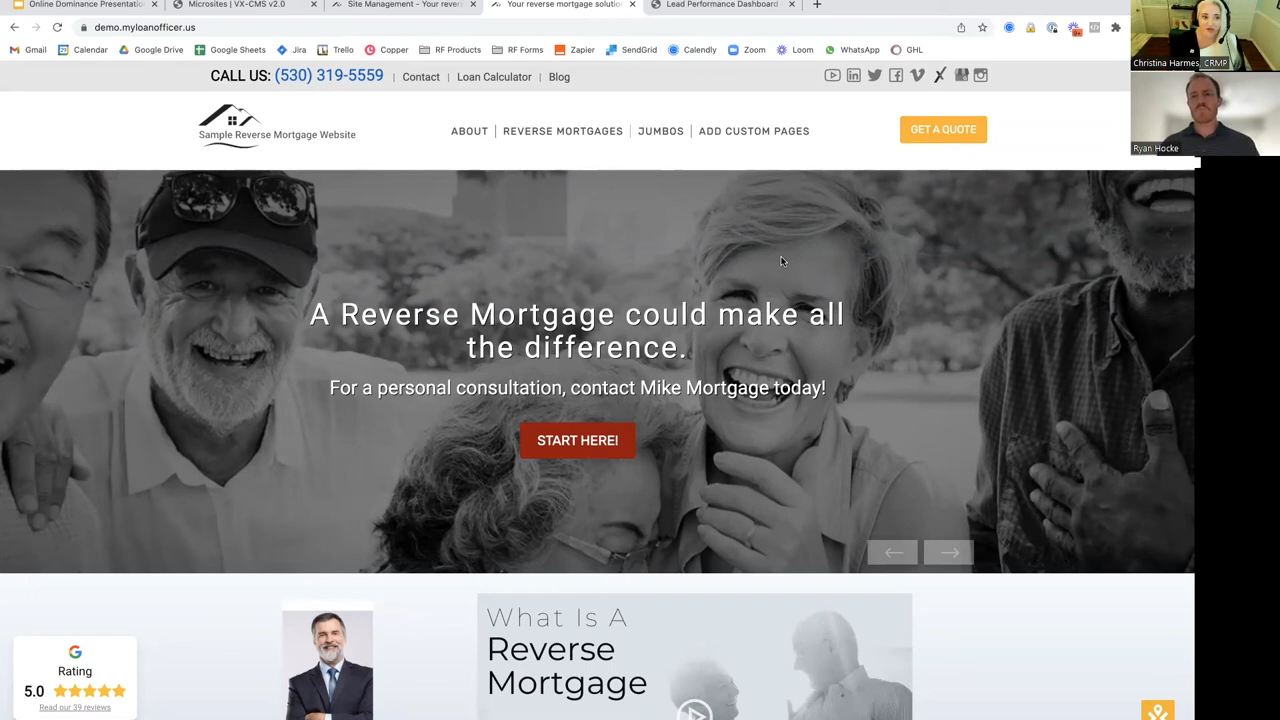 Online Dominance Presentatio
Microsites | VX-CMS v2.0
Site Management - Your rever
Your reverse mortgage solutio
Lead Performance Dashboard
demo.myloanofficer.us
Gmail
Calendar
Google Drive
Google Sheets
Jira
Trello
Copper
RF Products
RF Forms
Zapier
SendGrid
Calendly
Zoom
Loom
WhatsApp
GHL
Christina Harmes, CRMP
Ryan Hocke
CALL US: (530) 319-5559 | Contact | Loan Calculator | Blog
Sample Reverse Mortgage Website
ABOUT | REVERSE MORTGAGES | JUMBOS | ADD CUSTOM PAGES
GET A QUOTE
A Reverse Mortgage could make all
the difference.
For a personal consultation, contact Mike Mortgage today!
START HERE!
What Is A
Reverse
Mortgage
Rating
5.0
Read our 39 reviews